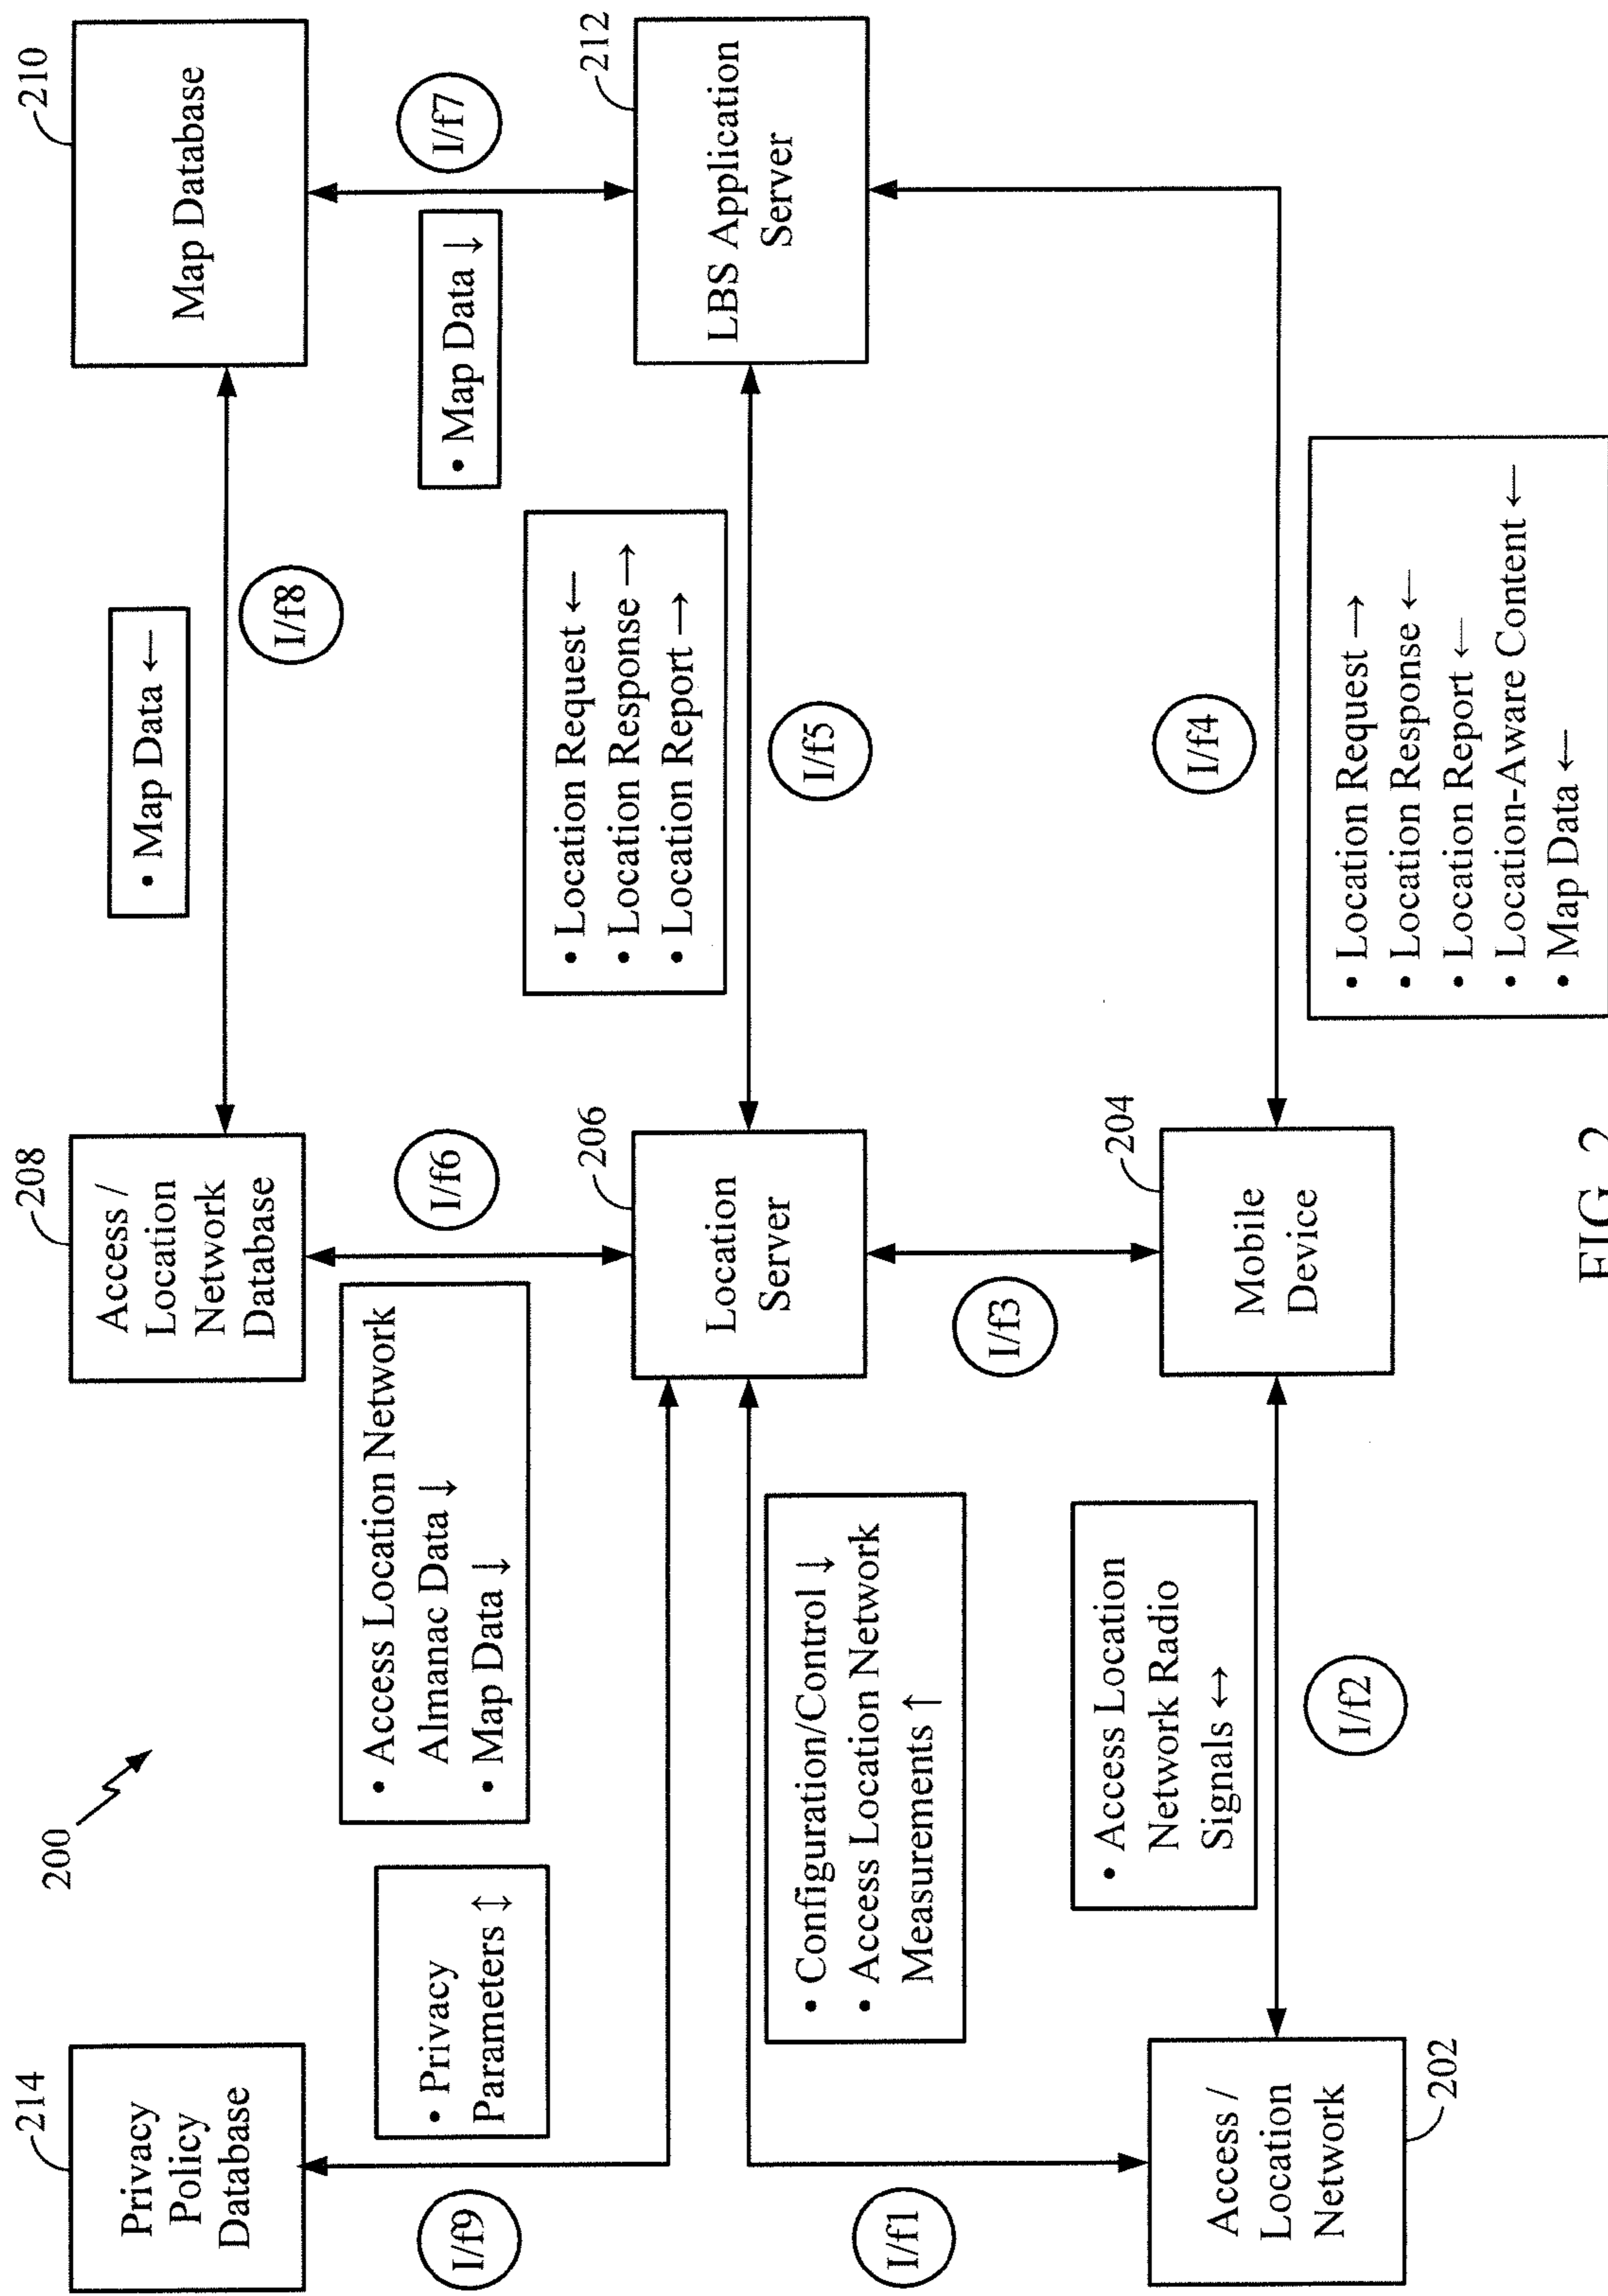 200
214
Privacy
Policy
Database
208
Access /
Location
Network
Database
210
Map Database
• Map Data ←
I/f8
I/f9
• Privacy
Parameters ↕
• Access Location Network
Almanac Data ↓
• Map Data ↓
I/f6
• Map Data ↓
I/f7
206
Location
Server
• Location Request ←
• Location Response →
• Location Report →
I/f5
212
LBS Application
Server
I/f1
• Configuration/Control ↓
• Access Location Network
Measurements ↑
I/f3
Access /
Location
Network
202
• Access Location
Network Radio
Signals ↔
I/f2
204
Mobile
Device
I/f4
• Location Request →
• Location Response ←
• Location Report ←
• Location-Aware Content ←
• Map Data ←
FIG. 2